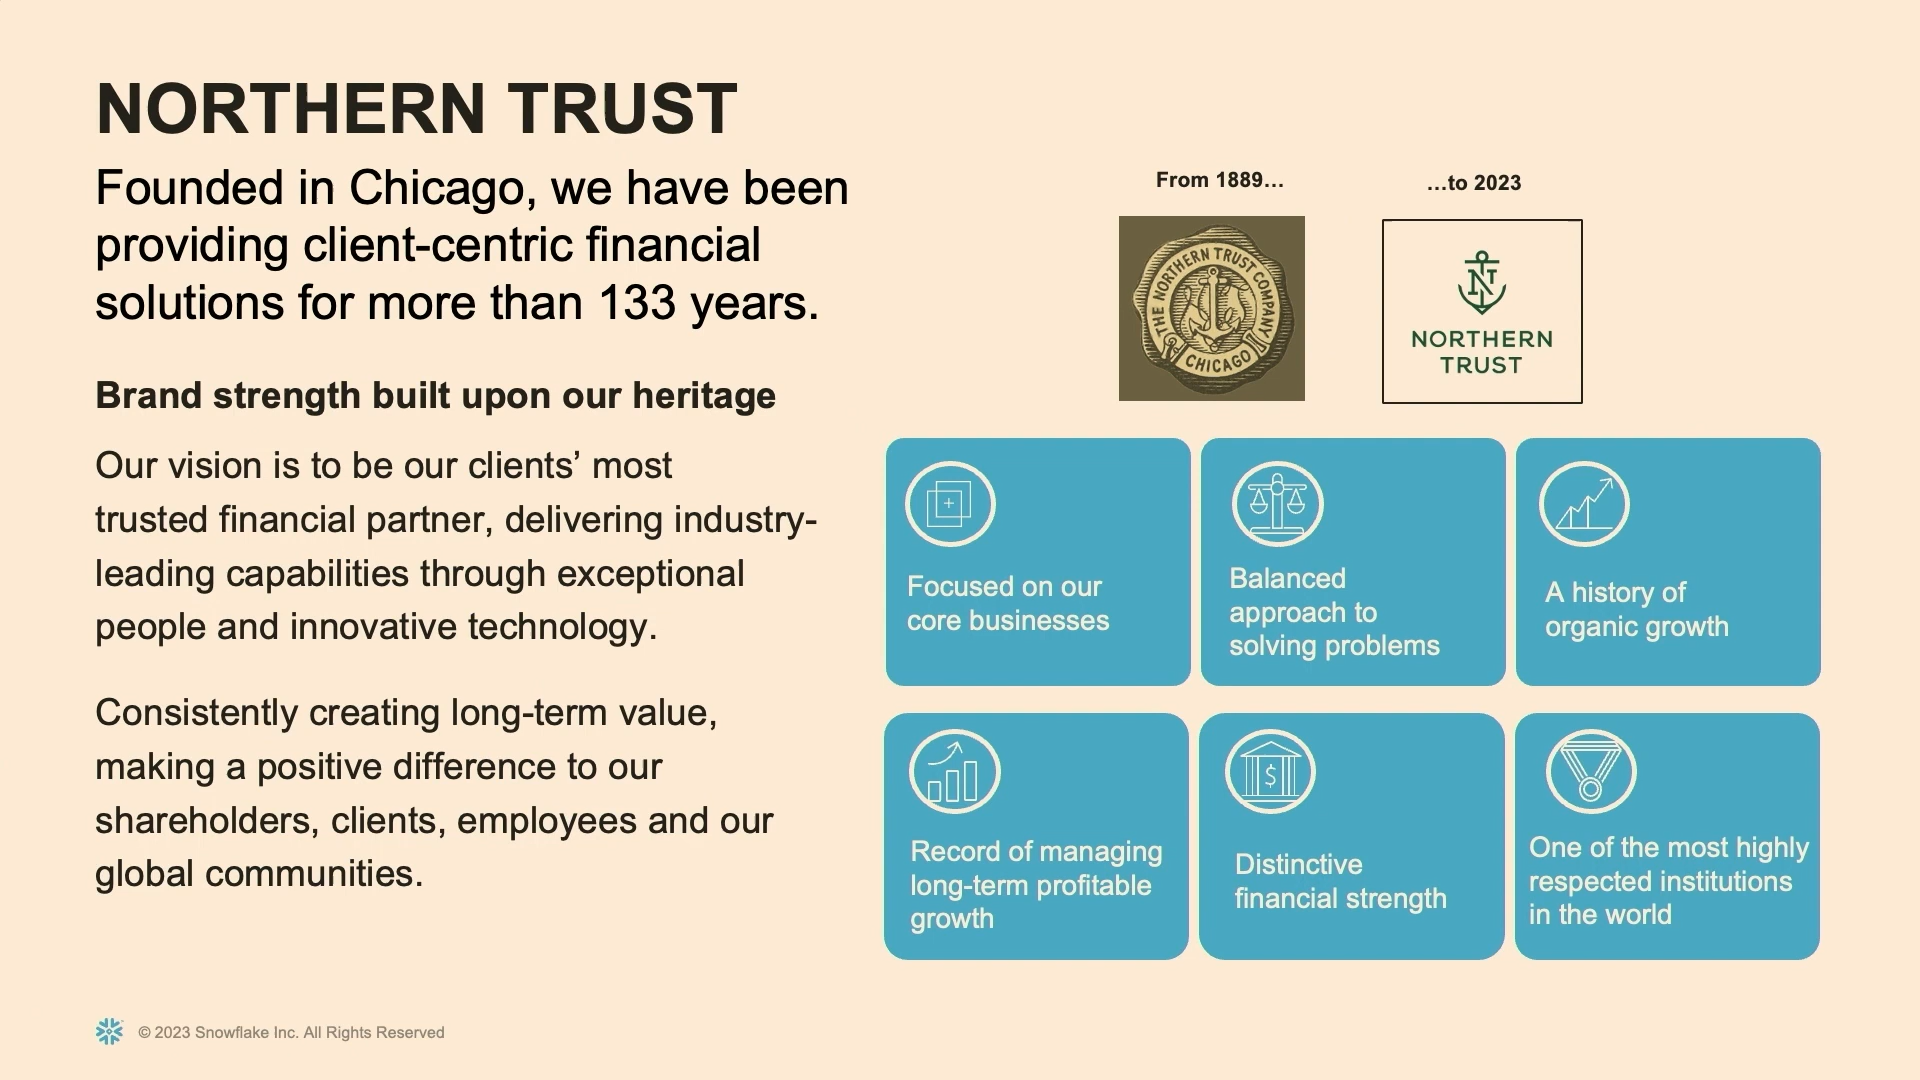 NORTHERN TRUST
Founded in Chicago, we have been
providing client-centric financial
solutions for more than 133 years.
Brand strength built upon our heritage
Our vision is to be our clients’ most
trusted financial partner, delivering industry-
leading capabilities through exceptional
people and innovative technology.
Consistently creating long-term value,
making a positive difference to our
shareholders, clients, employees and our
global communities.
From 1889…
…to 2023
THE NORTHERN TRUST COMPANY
CHICAGO
N
NORTHERN
TRUST
Focused on our
core businesses
Balanced
approach to
solving problems
A history of
organic growth
Record of managing
long-term profitable
growth
$
Distinctive
financial strength
One of the most highly
respected institutions
in the world
© 2023 Snowflake Inc. All Rights Reserved